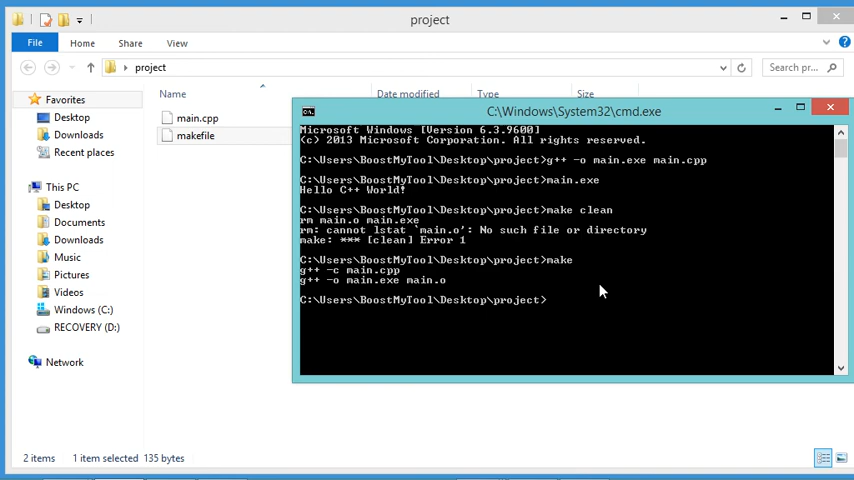 project
File Home Share View
project
Search pr...
Name Date modified Type Size
Favorites
Desktop
Downloads
Recent places
This PC
Desktop
Documents
Music
Pictures
Videos
Windows (C:)
RECOVERY (D:)
Network
main.cpp
makefile
C:\Windows\System32\cmd.exe
Microsoft Windows [Version 6.3.9600]
(c) 2013 Microsoft Corporation. All rights reserved.
C:\Users\BoostMyTool\Desktop\project>g++ -o main.exe main.cpp
C:\Users\BoostMyTool\Desktop\project>main.exe
Hello C++ World!
C:\Users\BoostMyTool\Desktop\project>make clean
rm main.o main.exe
rm: cannot lstat `main.o': No such file or directory
make: *** [clean] Error 1
C:\Users\BoostMyTool\Desktop\project>make
g++ -c main.cpp
g++ -o main.exe main.o
C:\Users\BoostMyTool\Desktop\project>
2 items 1 item selected 135 bytes